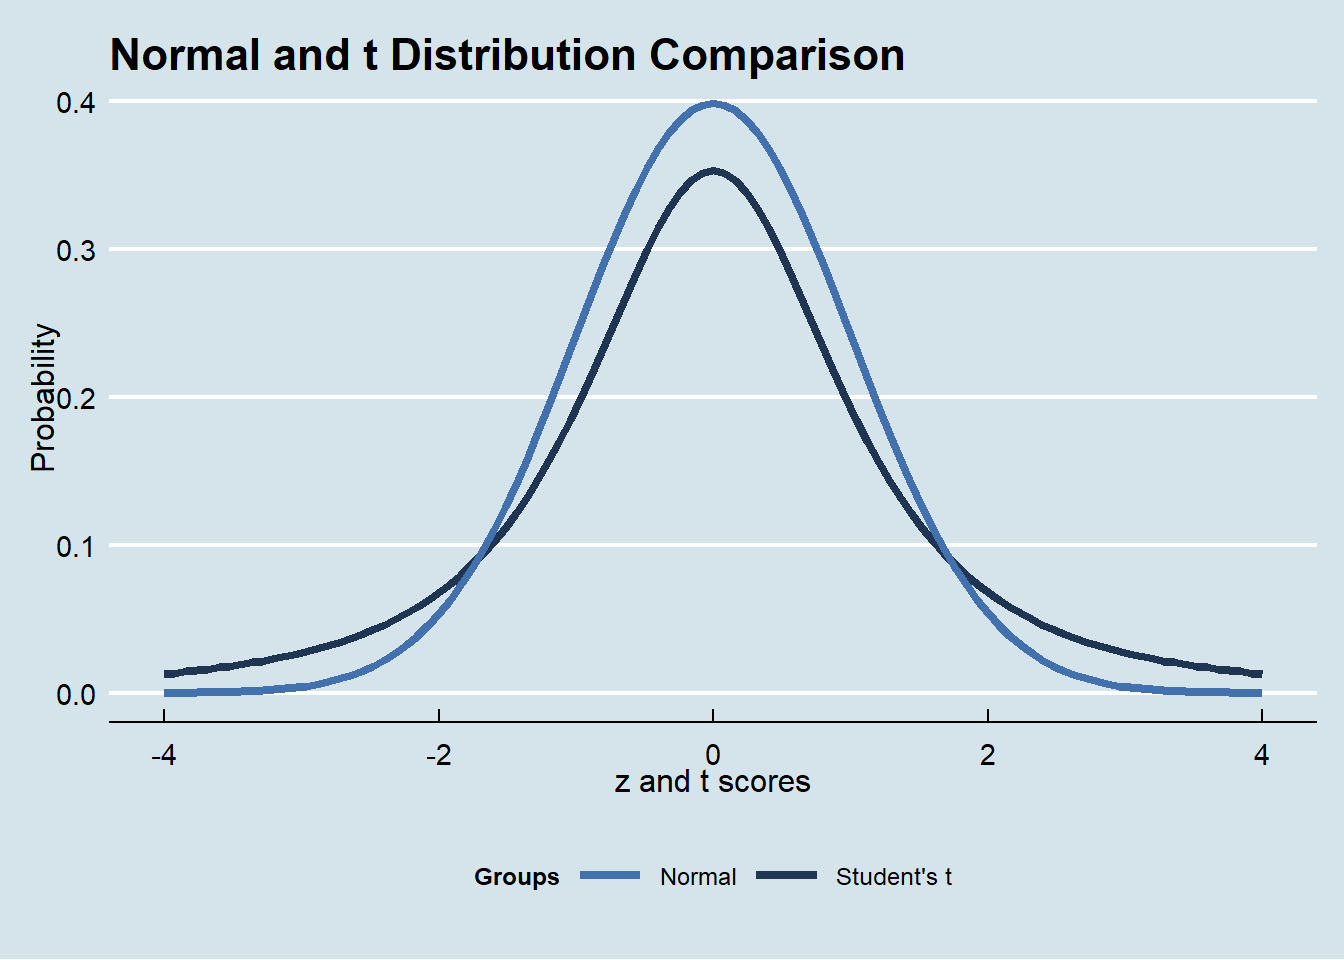 Normal and t Distribution Comparison
0.4
0.3
0.2
0.1
0.0
Probability
-4 -2 0 2 4
z and t scores
Groups Normal Student's t